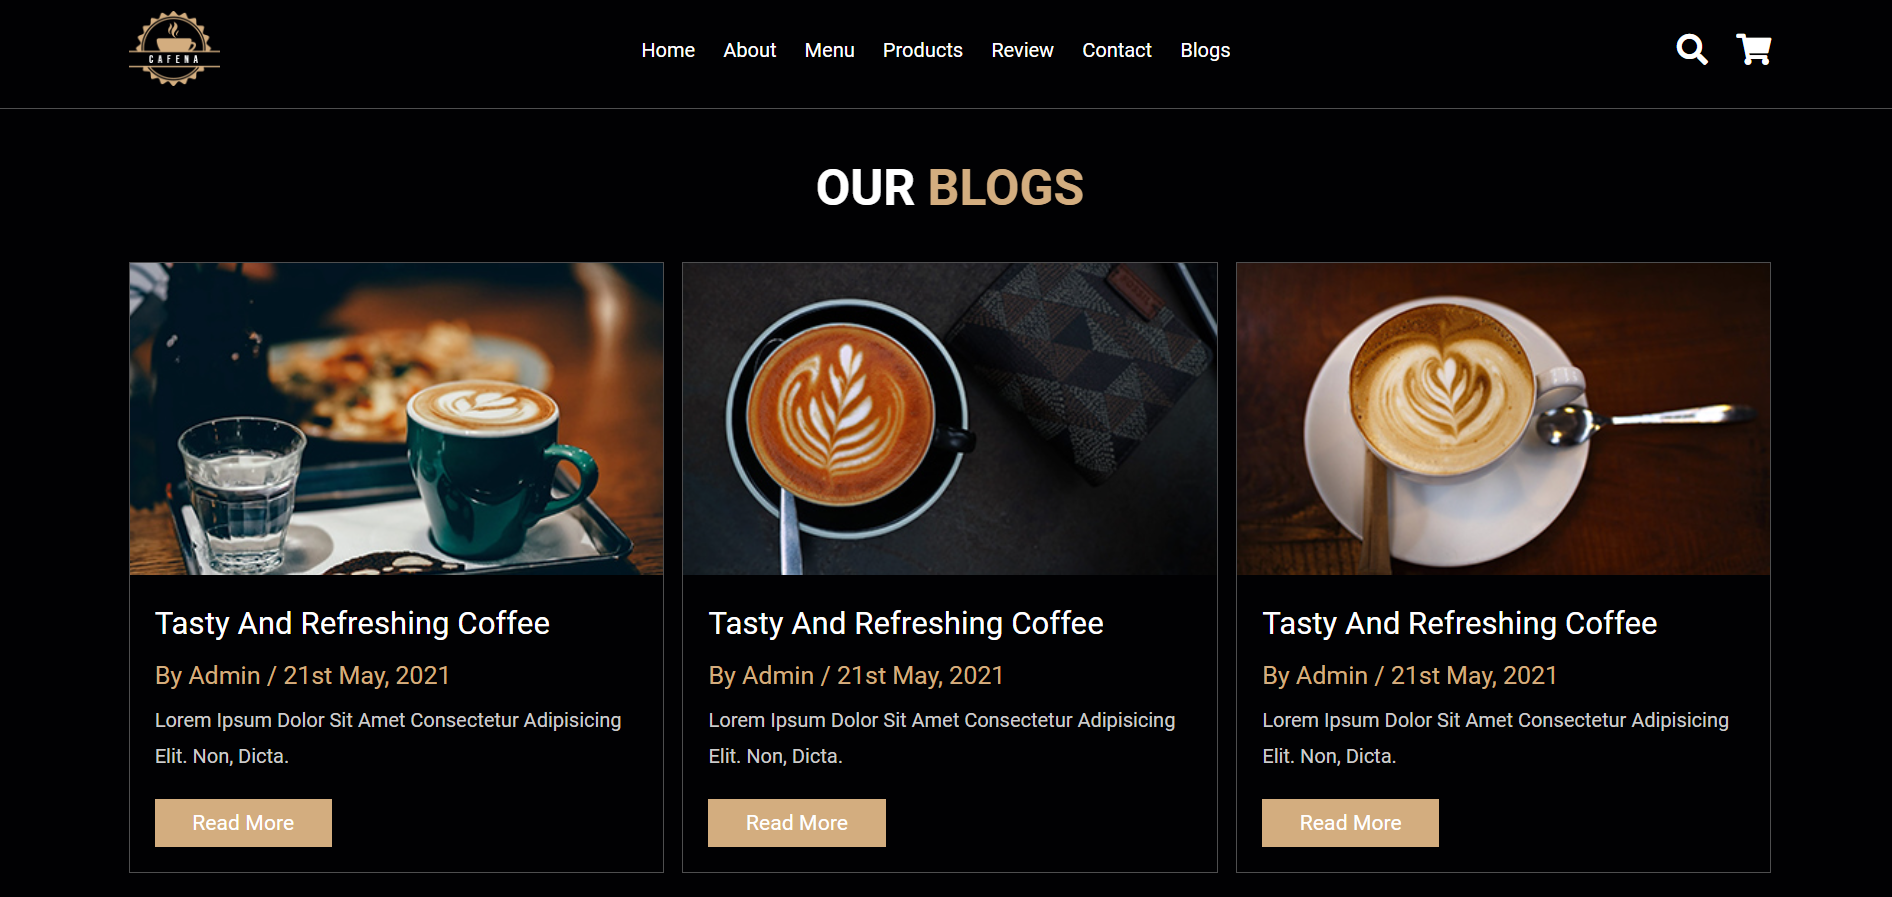 CAFENA
Home About Menu Products Review Contact Blogs
OUR BLOGS
Tasty And Refreshing Coffee
By Admin / 21st May, 2021
Lorem Ipsum Dolor Sit Amet Consectetur Adipisicing
Elit. Non, Dicta.
Read More
Tasty And Refreshing Coffee
By Admin / 21st May, 2021
Lorem Ipsum Dolor Sit Amet Consectetur Adipisicing
Elit. Non, Dicta.
Read More
Tasty And Refreshing Coffee
By Admin / 21st May, 2021
Lorem Ipsum Dolor Sit Amet Consectetur Adipisicing
Elit. Non, Dicta.
Read More